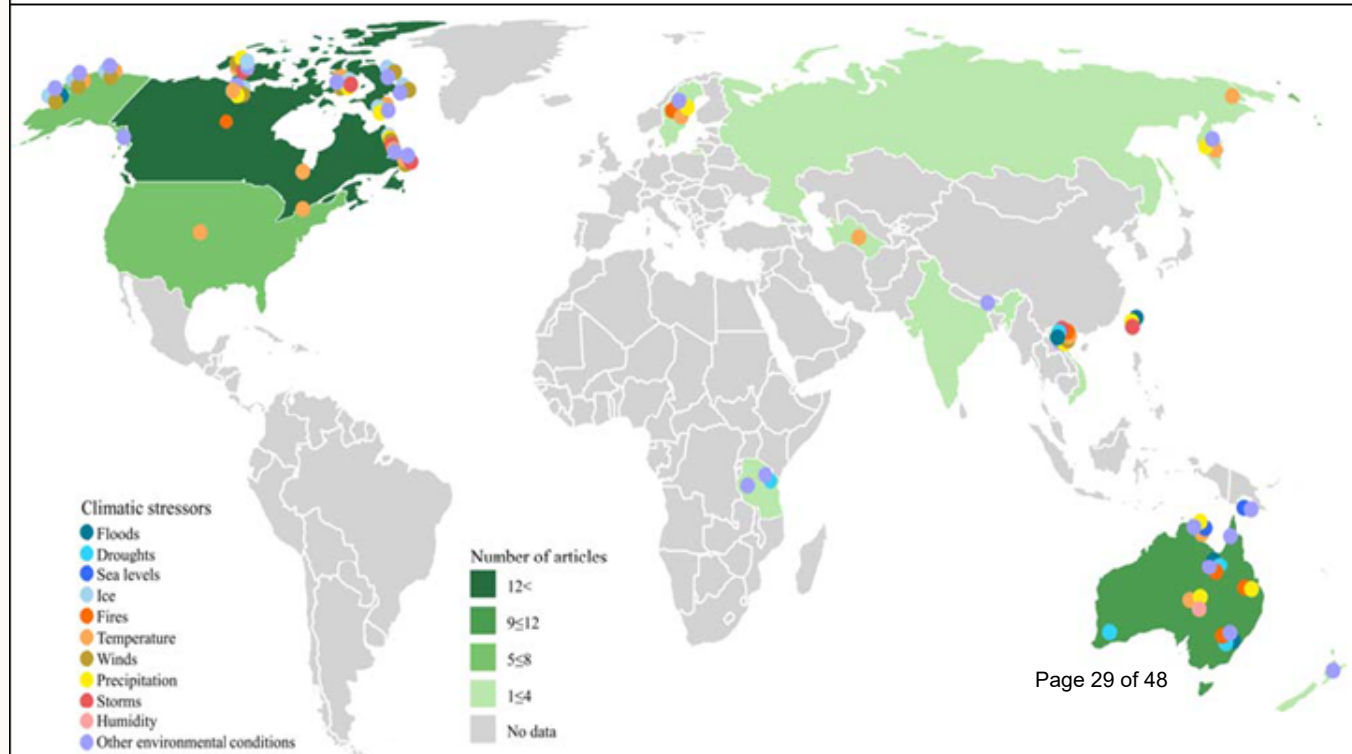 Climatic stressors
Floods
Droughts
Sea levels
Ice
Fires
Temperature
Winds
Precipitation
Storms
Humidity
Other environmental conditions
Number of articles
12<
9≤12
5≤8
1≤4
No data
Page 29 of 48